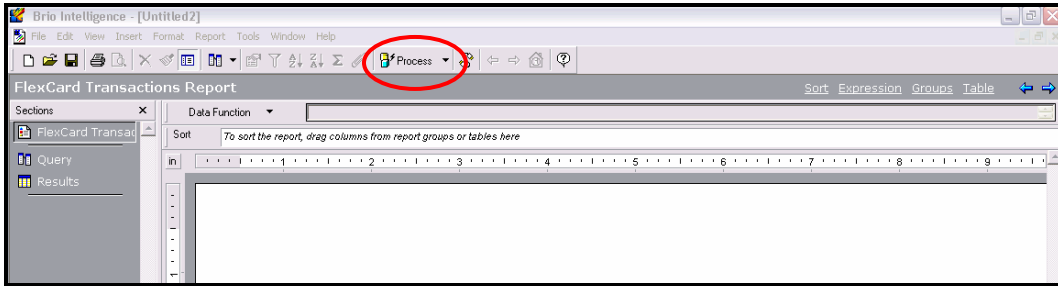 Brio Intelligence - [Untitled2]
File Edit View Insert Format Report Tools Window Help
Process
FlexCard Transactions Report Sort Expression Groups Table
Sections Data Function
FlexCard Transac Sort To sort the report, drag columns from report groups or tables here
Query in 1 2 3 4 5 6 7 8 9
Results
1